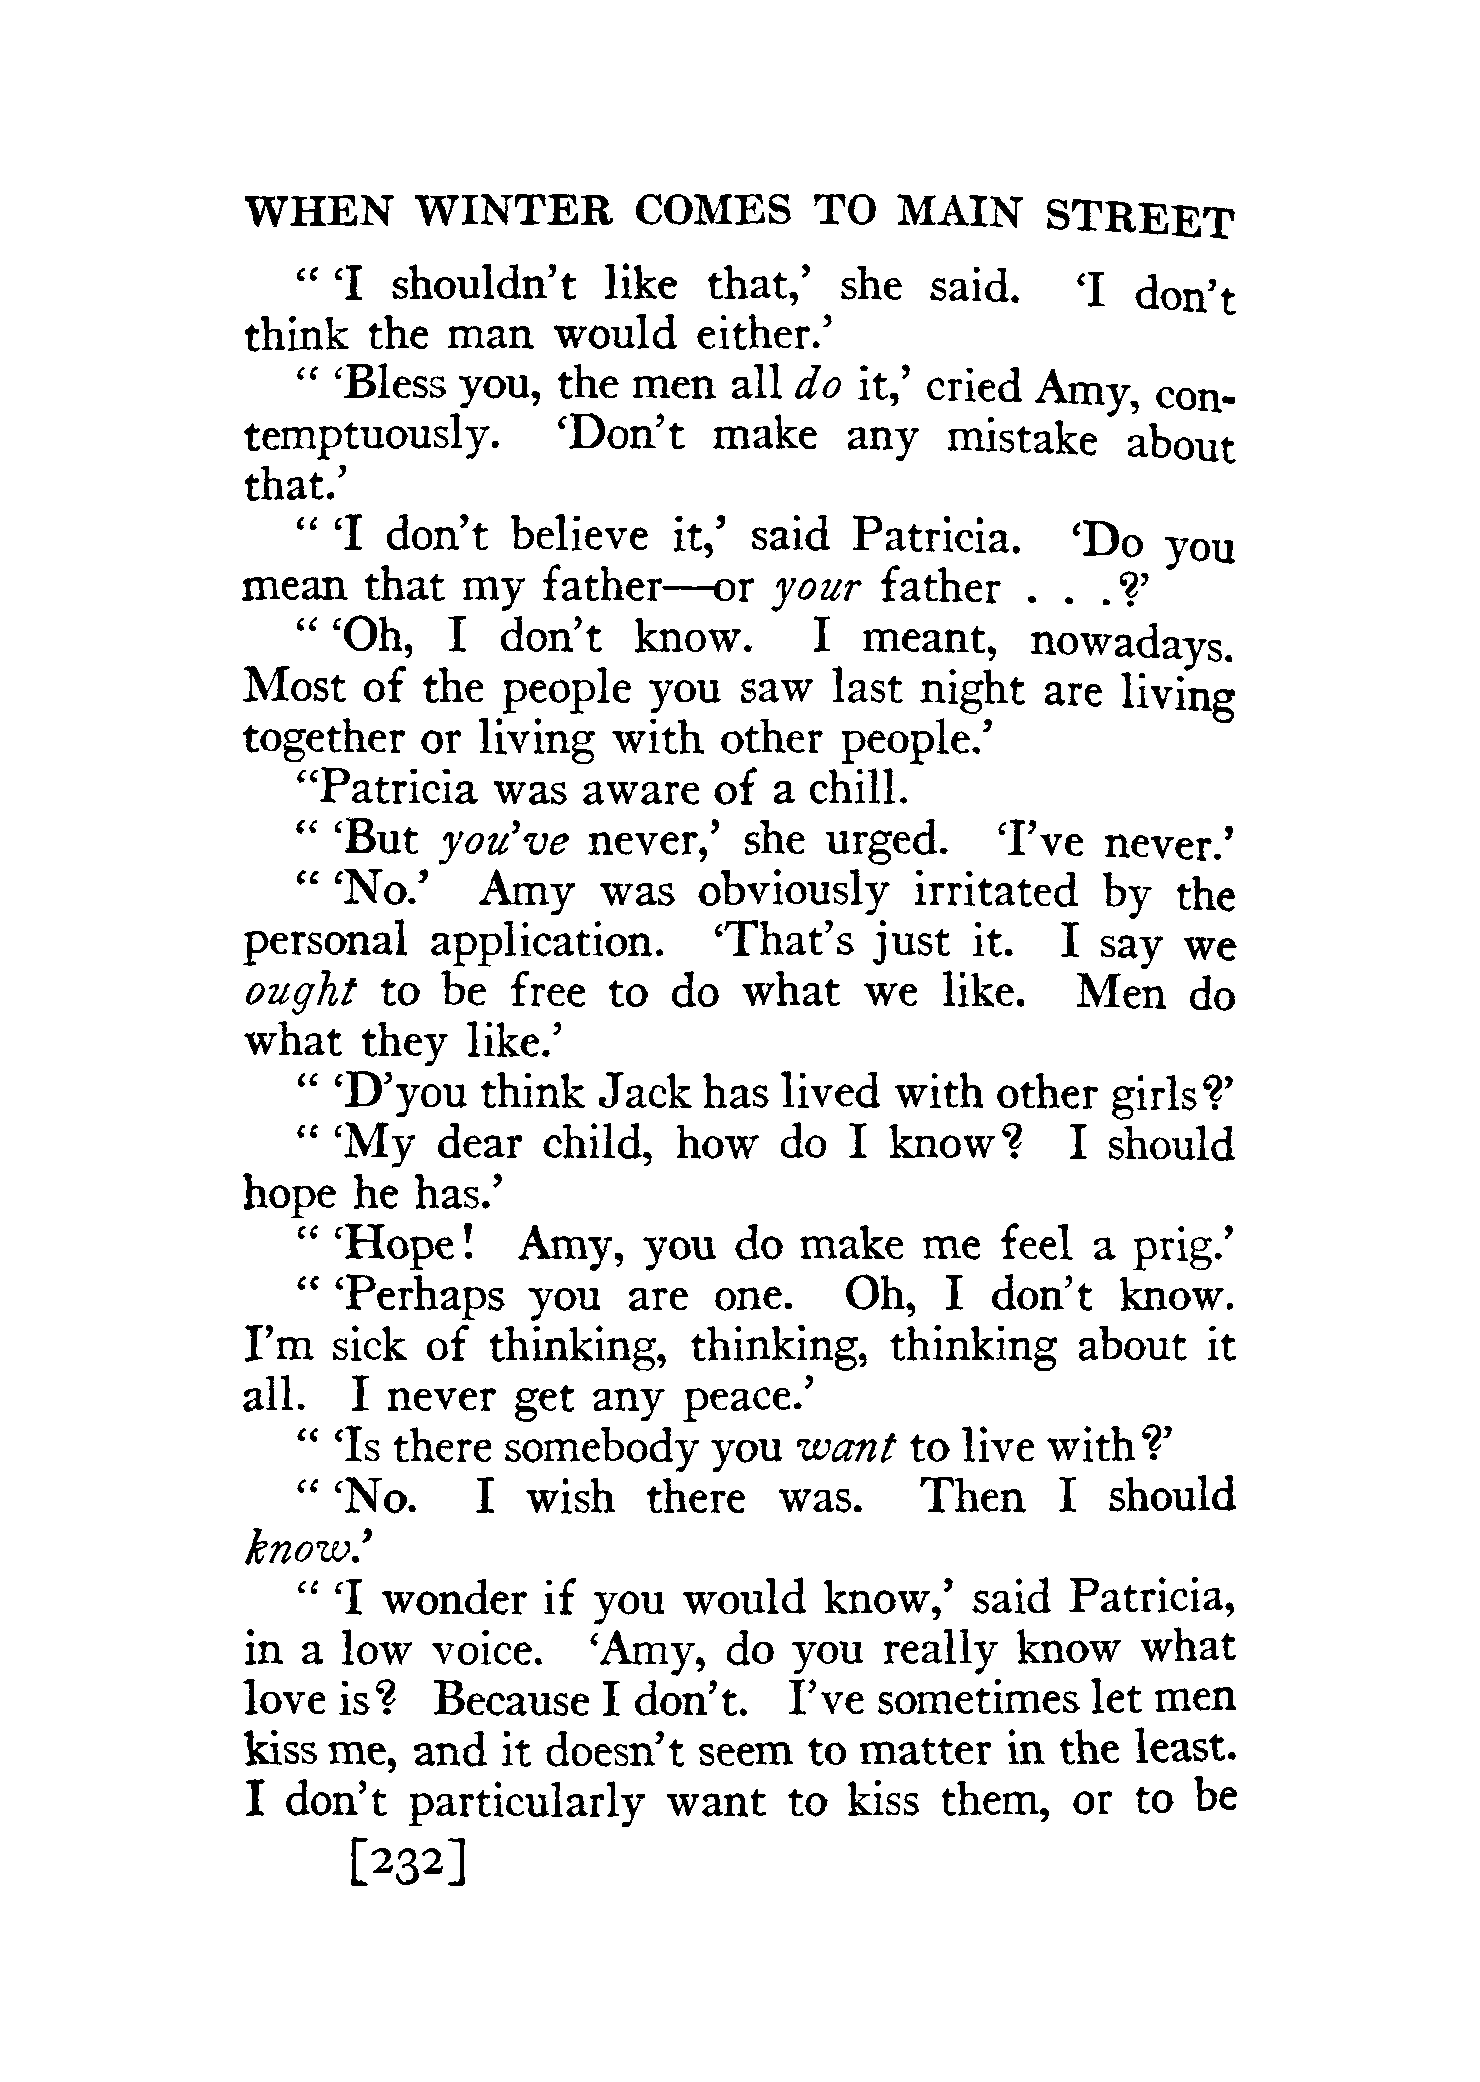 WHEN WINTER COMES TO MAIN STREET
“ ‘I shouldn’t like that,’ she said. ‘I don’t
think the man would either.’
“ ‘Bless you, the men all do it,’ cried Amy, con-
temptuously. ‘Don’t make any mistake about
that.’
“ ‘I don’t believe it,’ said Patricia. ‘Do you
mean that my father—or your father . . .?’
“ ‘Oh, I don’t know. I meant, nowadays.
Most of the people you saw last night are living
together or living with other people.’
“Patricia was aware of a chill.
“ ‘But you’ve never,’ she urged. ‘I’ve never.’
“ ‘No.’ Amy was obviously irritated by the
personal application. ‘That’s just it. I say we
ought to be free to do what we like. Men do
what they like.’
“ ‘D’you think Jack has lived with other girls?’
“ ‘My dear child, how do I know? I should
hope he has.’
“ ‘Hope! Amy, you do make me feel a prig.’
“ ‘Perhaps you are one. Oh, I don’t know.
I’m sick of thinking, thinking, thinking about it
all. I never get any peace.’
“ ‘Is there somebody you want to live with?’
“ ‘No. I wish there was. Then I should
know.’
“ ‘I wonder if you would know,’ said Patricia,
in a low voice. ‘Amy, do you really know what
love is? Because I don’t. I’ve sometimes let men
kiss me, and it doesn’t seem to matter in the least.
I don’t particularly want to kiss them, or to be
[232]